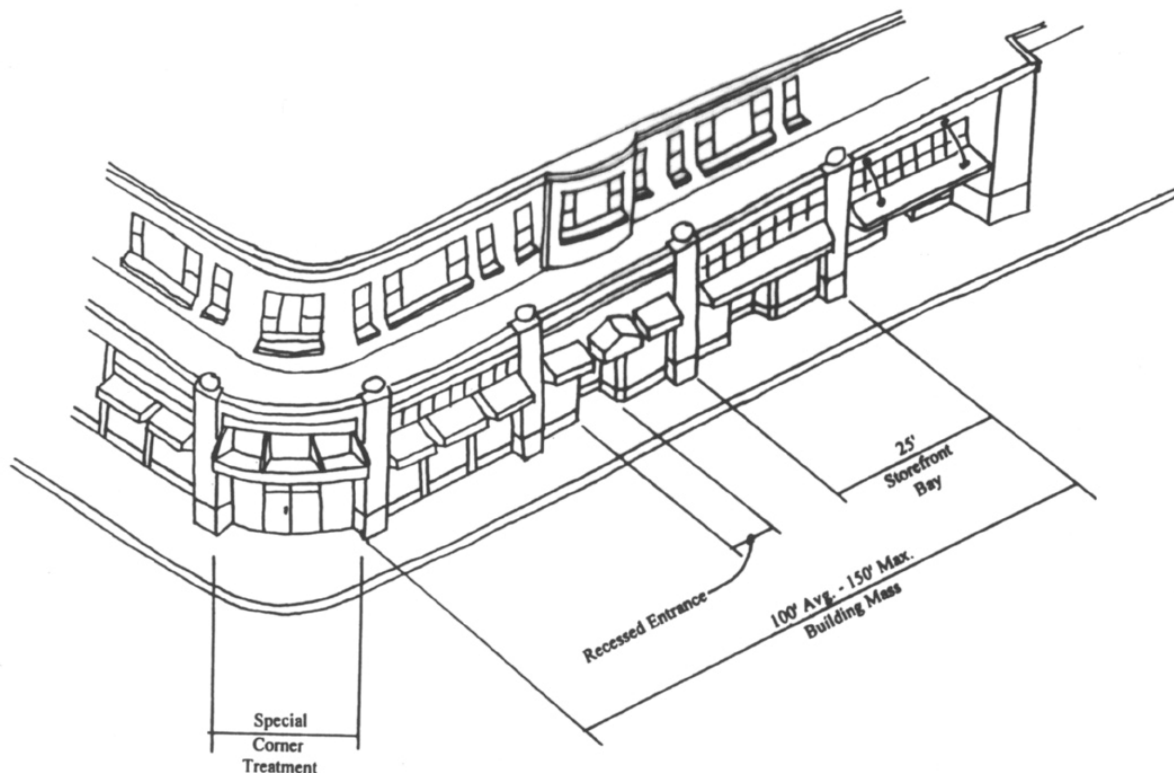 25'
Storefront
Bay
100' Avg. - 150' Max.
Building Mass
Recessed Entrance
Special
Corner
Treatment